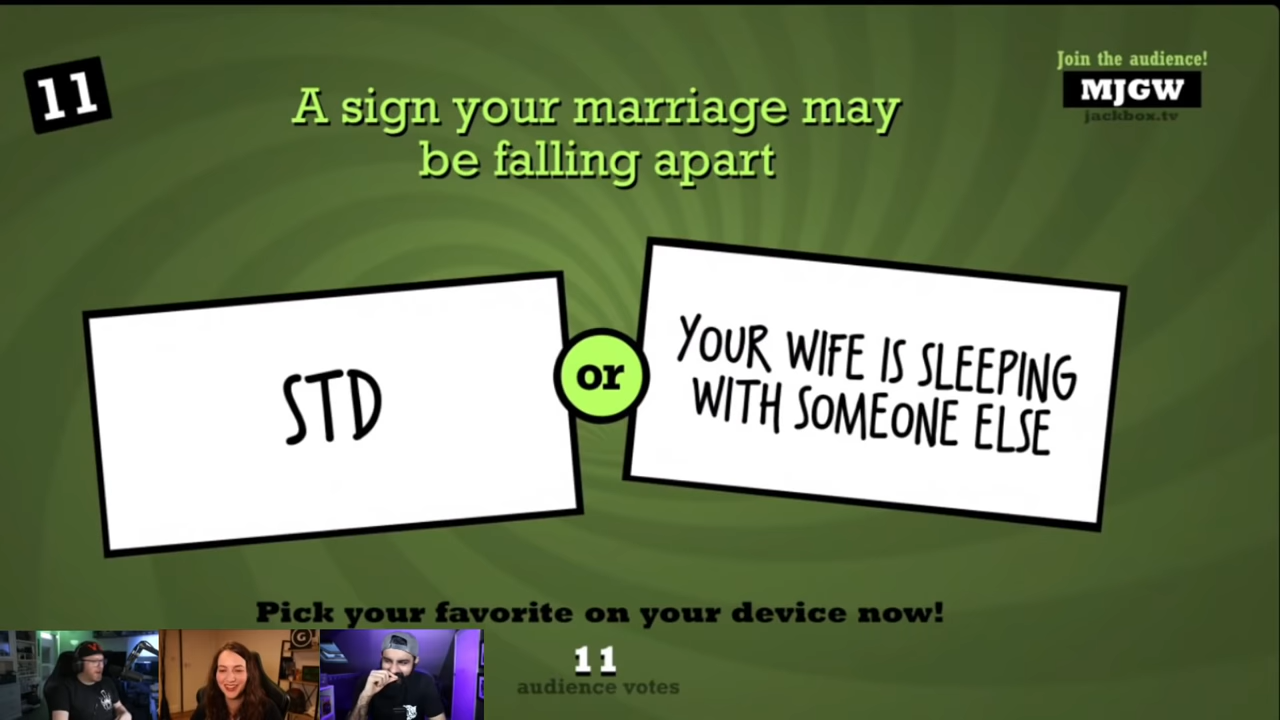 11
A sign your marriage may
be falling apart
Join the audience!
MJGW
jackbox.tv
STD
or
YOUR WIFE IS SLEEPING
WITH SOMEONE ELSE
Pick your favorite on your device now!
11
audience votes